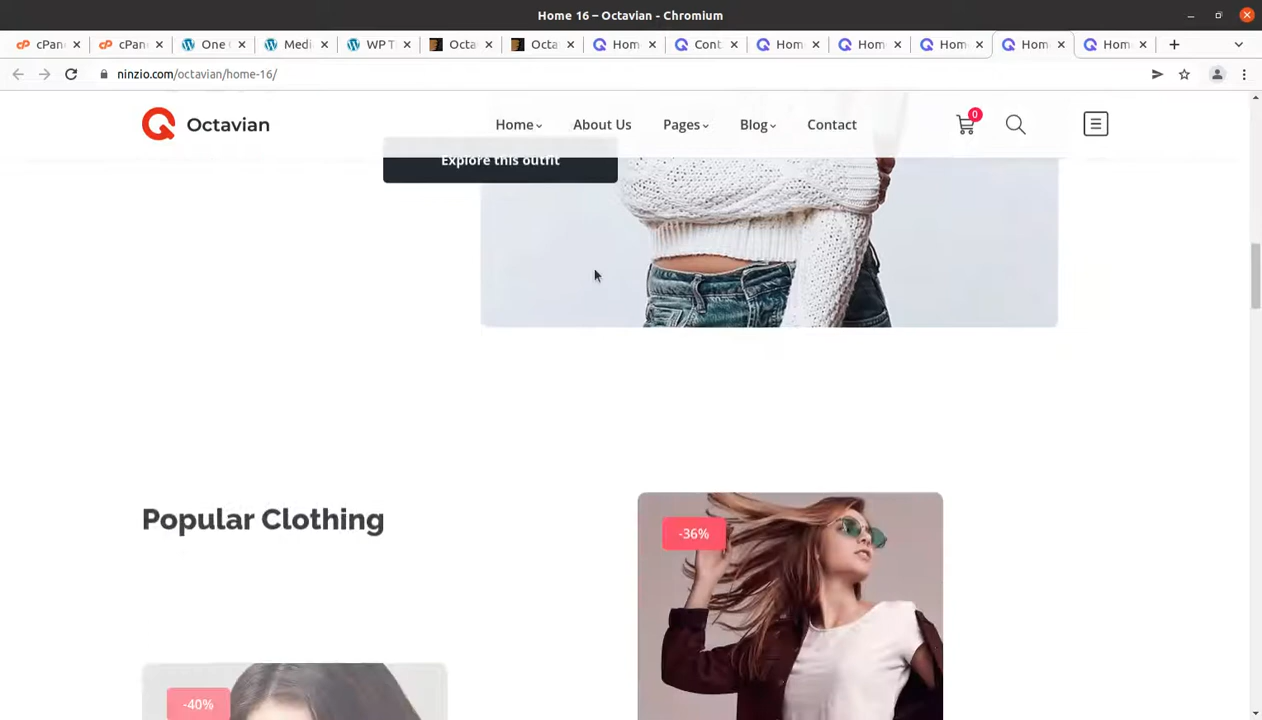 Home 16 – Octavian - Chromium
cPan
cPan
One
Medi
WP T
Octa
Octa
Hom
Cont
Hom
Hom
Hom
Hom
Hom
ninzio.com/octavian/home-16/
Octavian
Home
About Us
Pages
Blog
Contact
0
Explore this outfit
Popular Clothing
-36%
-40%